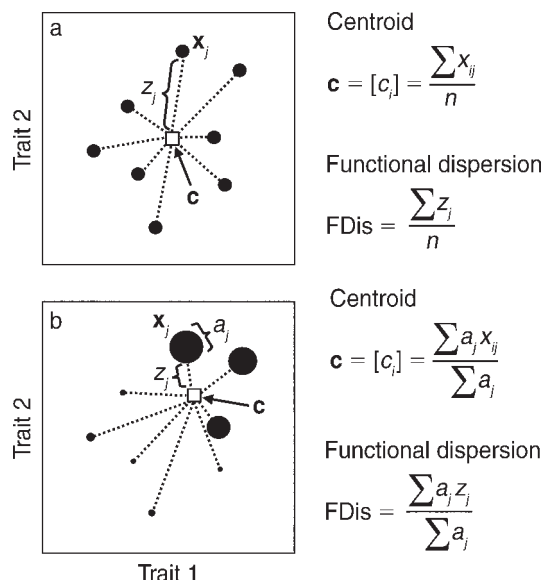 a
x_j
z_j
c
Trait 2
Centroid
c = [c_i] = ∑x_ij / n
Functional dispersion
FDis = ∑z_j / n
b
x_j
a_j
z_j
c
Trait 2
Trait 1
Centroid
c = [c_i] = ∑a_j x_ij / ∑a_j
Functional dispersion
FDis = ∑a_j z_j / ∑a_j